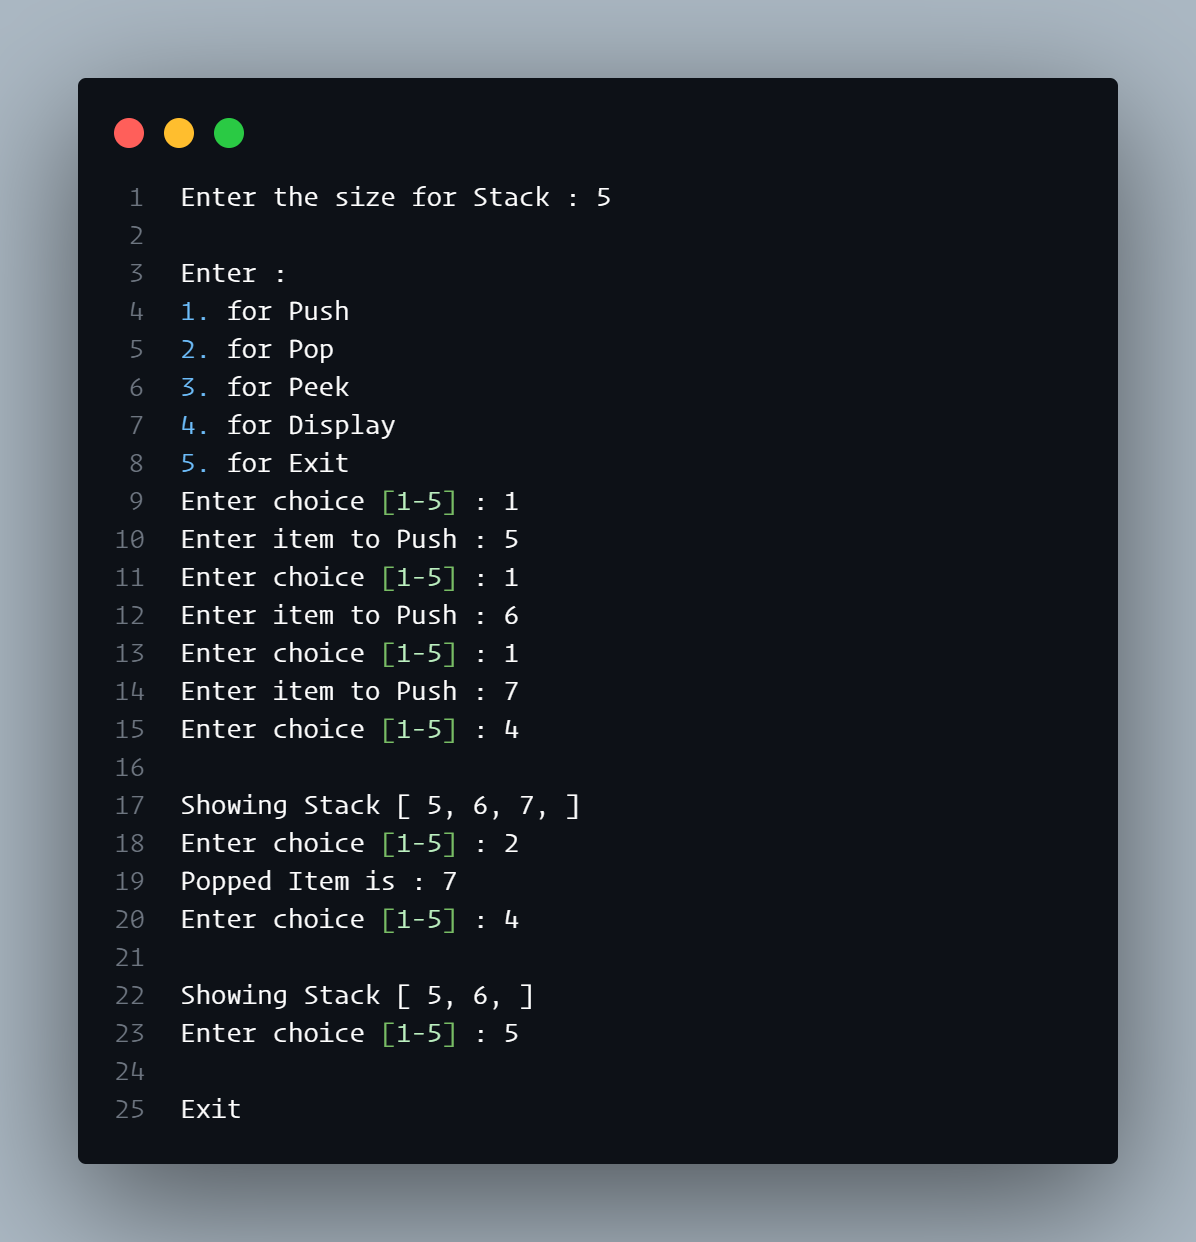 1 Enter the size for Stack : 5
2
3 Enter :
4 1. for Push
5 2. for Pop
6 3. for Peek
7 4. for Display
8 5. for Exit
9 Enter choice [1-5] : 1
10 Enter item to Push : 5
11 Enter choice [1-5] : 1
12 Enter item to Push : 6
13 Enter choice [1-5] : 1
14 Enter item to Push : 7
15 Enter choice [1-5] : 4
16
17 Showing Stack [ 5, 6, 7, ]
18 Enter choice [1-5] : 2
19 Popped Item is : 7
20 Enter choice [1-5] : 4
21
22 Showing Stack [ 5, 6, ]
23 Enter choice [1-5] : 5
24
25 Exit